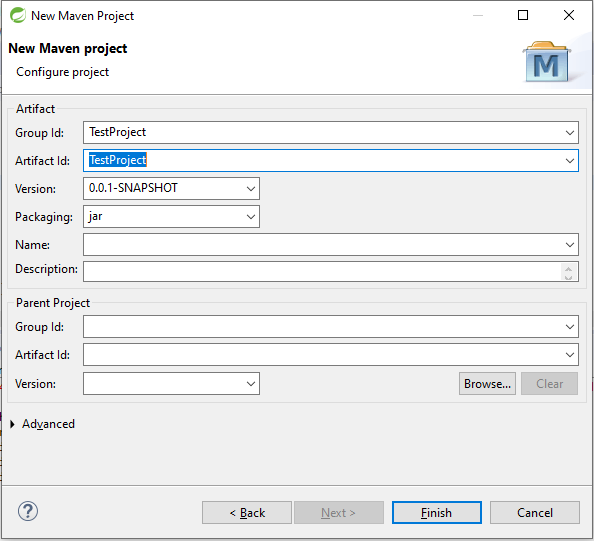 New Maven Project
New Maven project
Configure project
M
Artifact
Group Id: TestProject
Artifact Id: TestProject
Version: 0.0.1-SNAPSHOT
Packaging: jar
Name:
Description:
Parent Project
Group Id:
Artifact Id:
Version: Browse... Clear
Advanced
? < Back Next > Finish Cancel